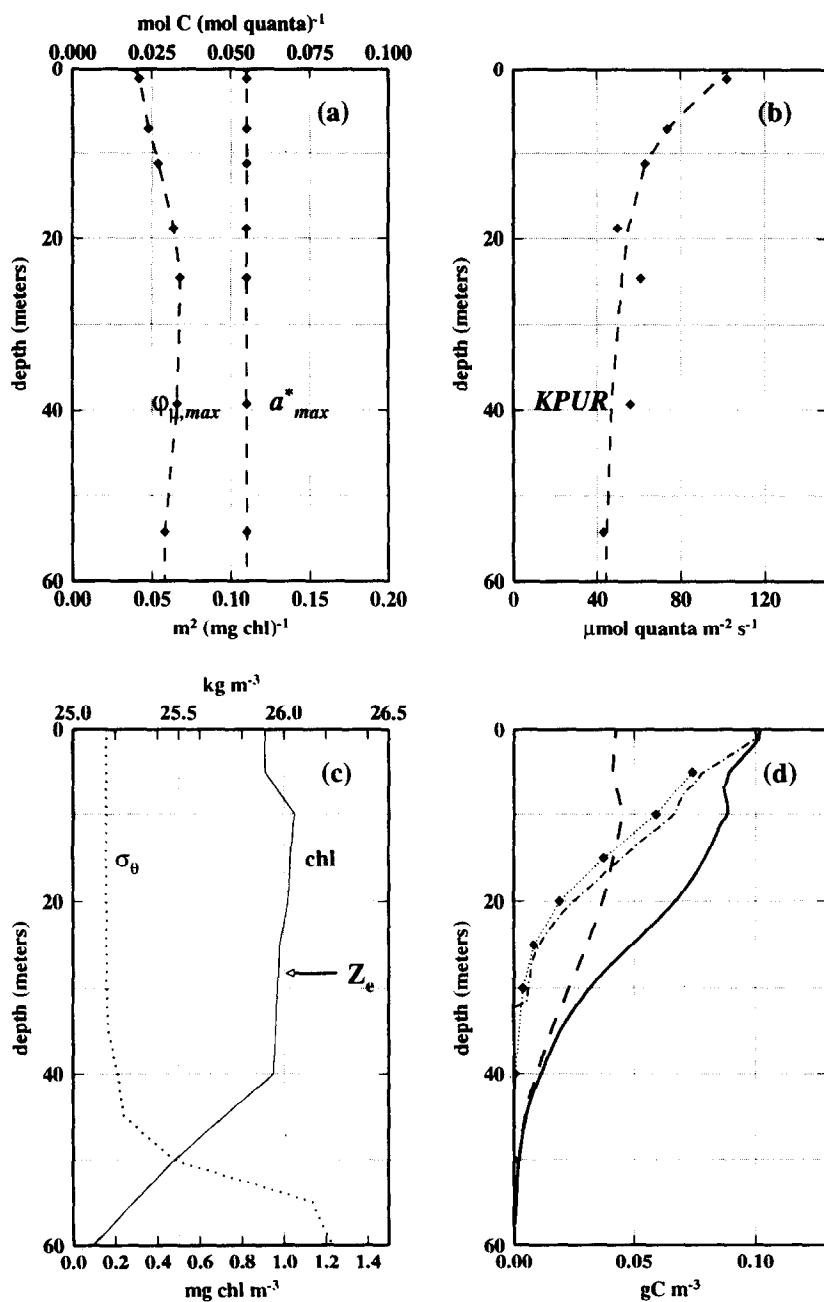 mol C (mol quanta)⁻¹
0.000 0.025 0.050 0.075 0.100
0
20
40
60
depth (meters)
(a)
φμ,max
a*max
0.00 0.05 0.10 0.15 0.20
m² (mg chl)⁻¹
0
20
40
60
depth (meters)
(b)
KPUR
0 40 80 120
μmol quanta m⁻² s⁻¹
kg m⁻³
25.0 25.5 26.0 26.5
0
20
40
60
depth (meters)
(c)
σθ
chl
Ze
0.0 0.2 0.4 0.6 0.8 1.0 1.2 1.4
mg chl m⁻³
0
20
40
60
depth (meters)
(d)
0.00 0.05 0.10
gC m⁻³